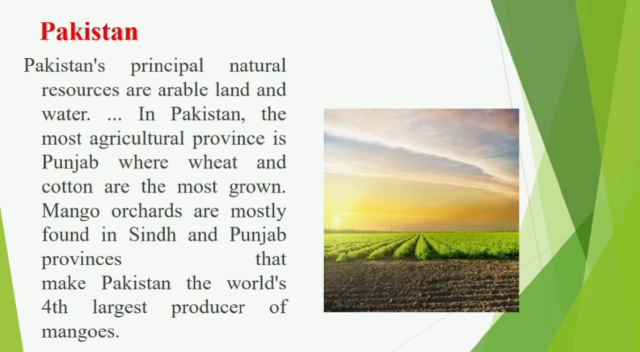 Pakistan
Pakistan's principal natural
resources are arable land and
water. ... In Pakistan, the
most agricultural province is
Punjab where wheat and
cotton are the most grown.
Mango orchards are mostly
found in Sindh and Punjab
provinces that
make Pakistan the world's
4th largest producer of
mangoes.